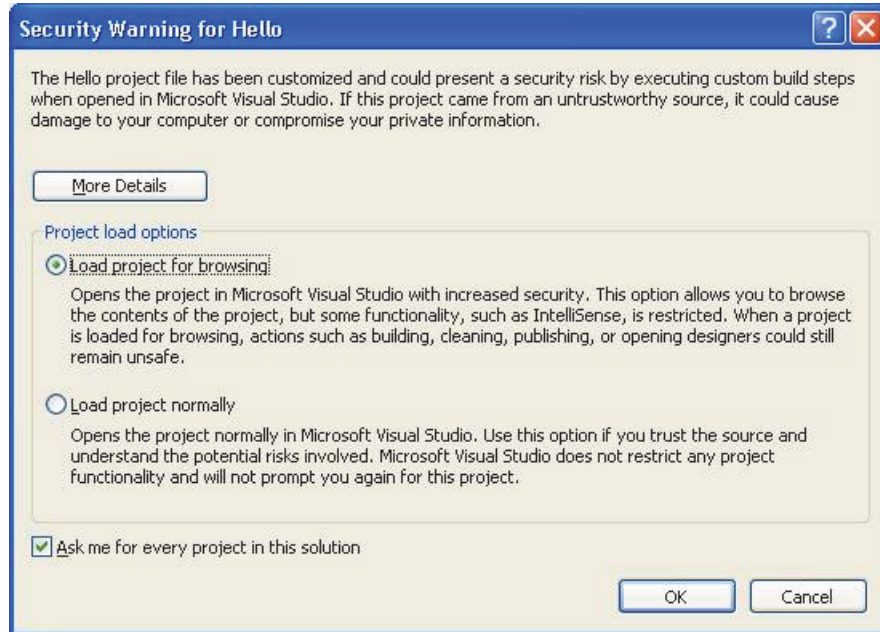 Security Warning for Hello
The Hello project file has been customized and could present a security risk by executing custom build steps
when opened in Microsoft Visual Studio. If this project came from an untrustworthy source, it could cause
damage to your computer or compromise your private information.
More Details
Project load options
Load project for browsing
Opens the project in Microsoft Visual Studio with increased security. This option allows you to browse
the contents of the project, but some functionality, such as IntelliSense, is restricted. When a project
is loaded for browsing, actions such as building, cleaning, publishing, or opening designers could still
remain unsafe.
Load project normally
Opens the project normally in Microsoft Visual Studio. Use this option if you trust the source and
understand the potential risks involved. Microsoft Visual Studio does not restrict any project
functionality and will not prompt you again for this project.
Ask me for every project in this solution
OK Cancel